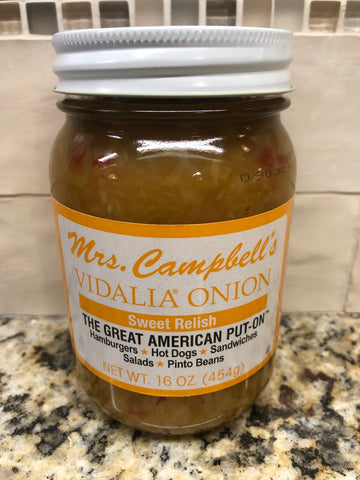 Mrs. Campbell's
VIDALIA® ONION
Sweet Relish
THE GREAT AMERICAN PUT-ON™
Hamburgers ★ Hot Dogs ★ Sandwiches
Salads ★ Pinto Beans
NET WT. 16 OZ. (454g)